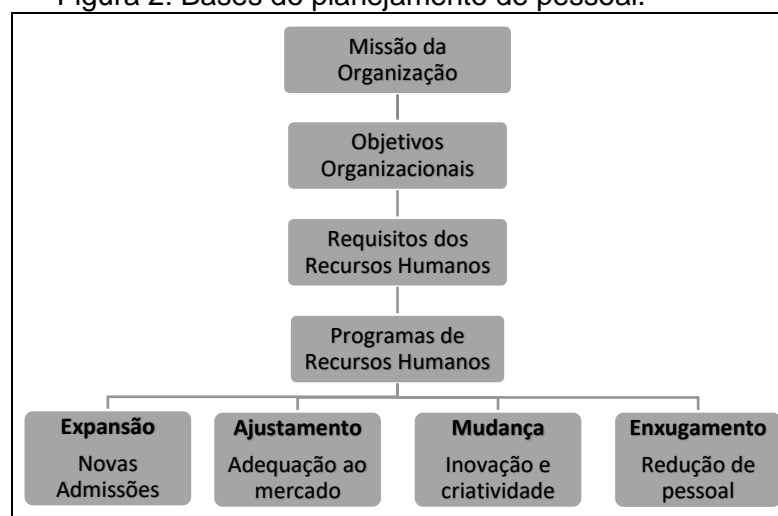 Figura 2: Bases do planejamento de pessoal.
Missão da
Organização
Objetivos
Organizacionais
Requisitos dos
Recursos Humanos
Programas de
Recursos Humanos
Expansão
Novas
Admissões
Ajustamento
Adequação ao
mercado
Mudança
Inovação e
criatividade
Enxugamento
Redução de
pessoal